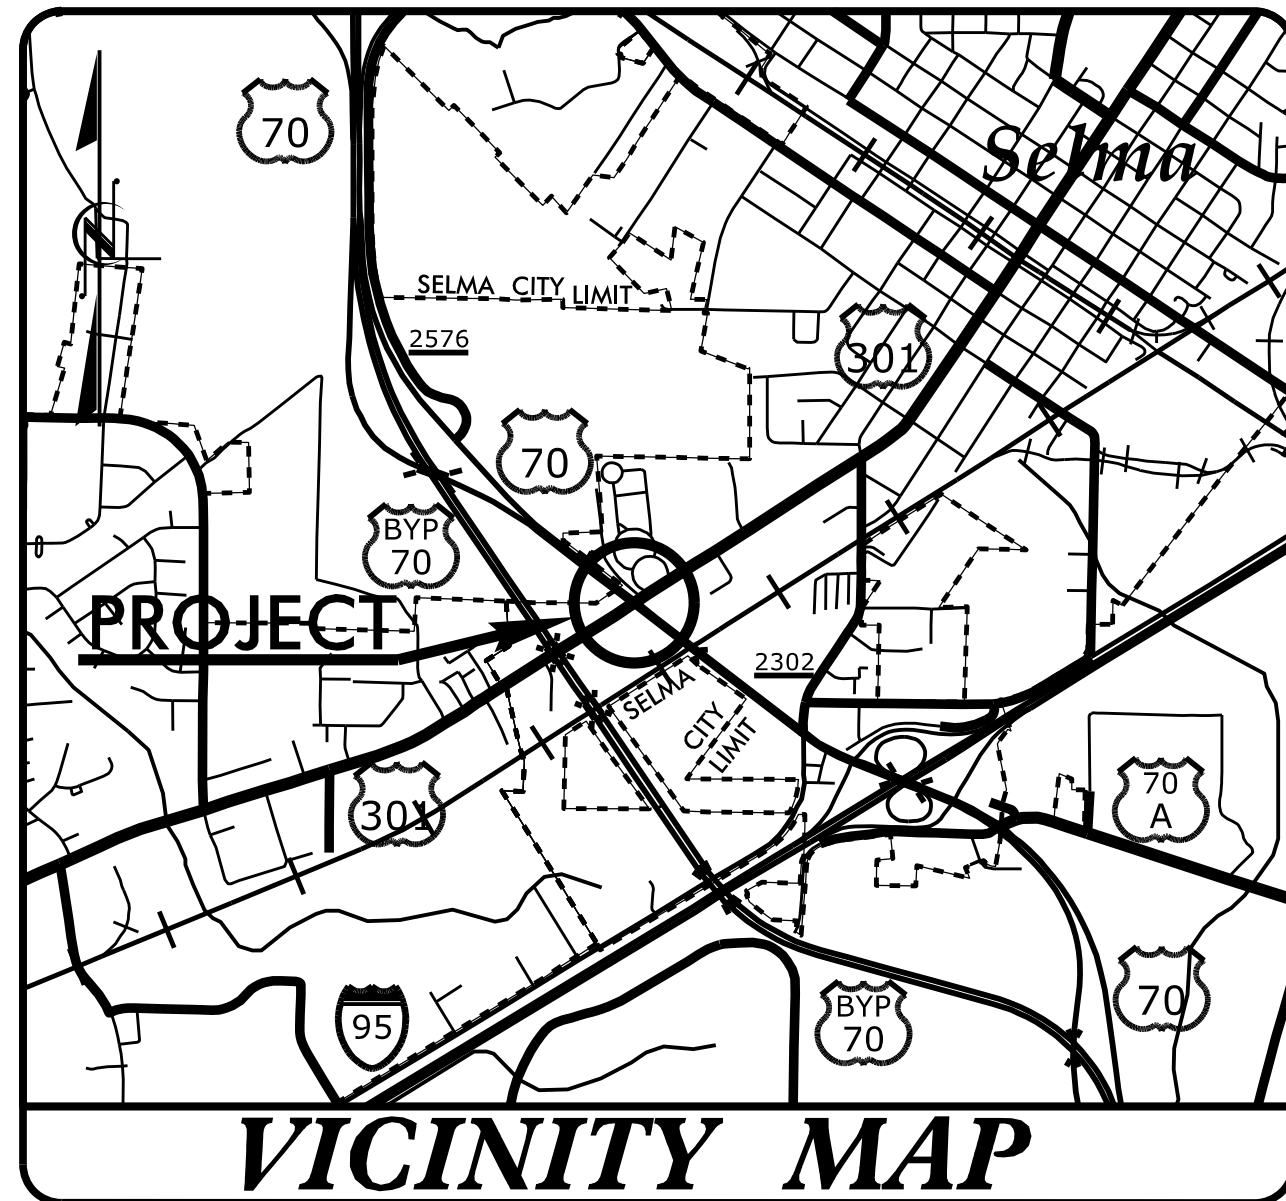 70
Selma
N
SELMA CITY LIMIT
2576
301
70
BYP
70
PROJECT
2302
SELMA
CITY
LIMIT
301
70
A
95
BYP
70
70
VICINITY MAP